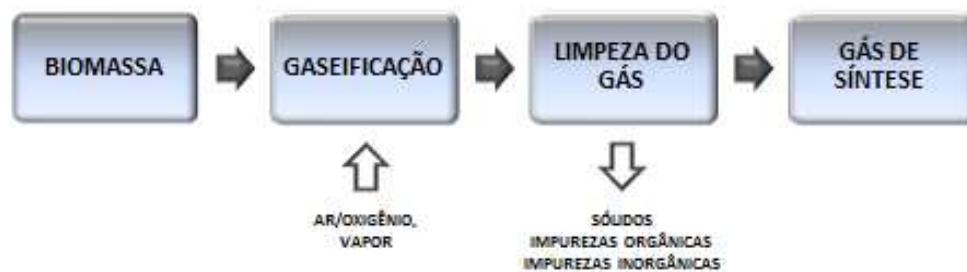 BIOMASSA
GASEIFICAÇÃO
LIMPEZA DO
GÁS
GÁS DE
SÍNTESE
AR/OXIGÊNIO,
VAPOR
SÓLIDOS
IMPUREZAS ORGÂNICAS
IMPUREZAS INORGÂNICAS